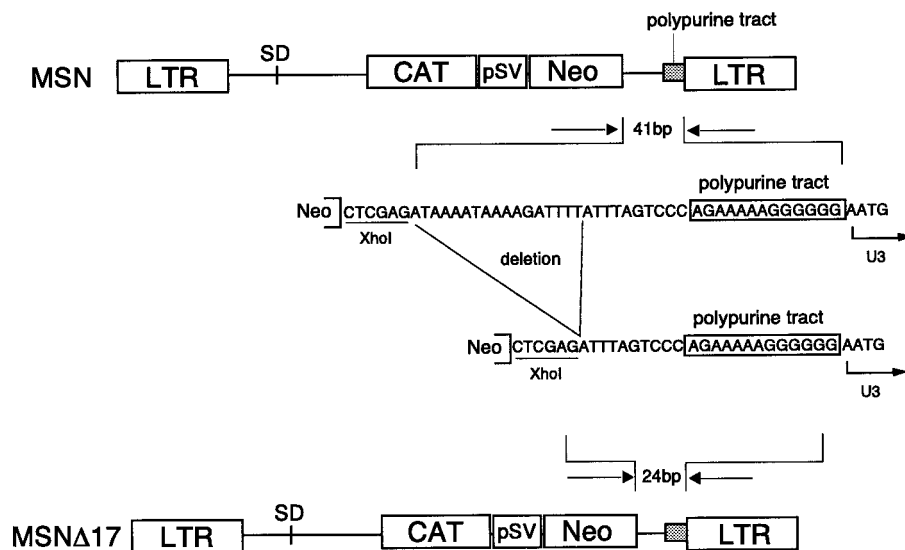 polypurine tract
MSN LTR SD CAT pSV Neo LTR
41bp
polypurine tract
Neo CTCGAGATAAAATAAAAGATTTTATTTAGTCCC AGAAAAAGGGGGG AATG
XhoI
U3
deletion
polypurine tract
Neo CTCGAGATTTAGTCCC AGAAAAAGGGGGG AATG
XhoI
U3
24bp
MSNΔ17 LTR SD CAT pSV Neo LTR